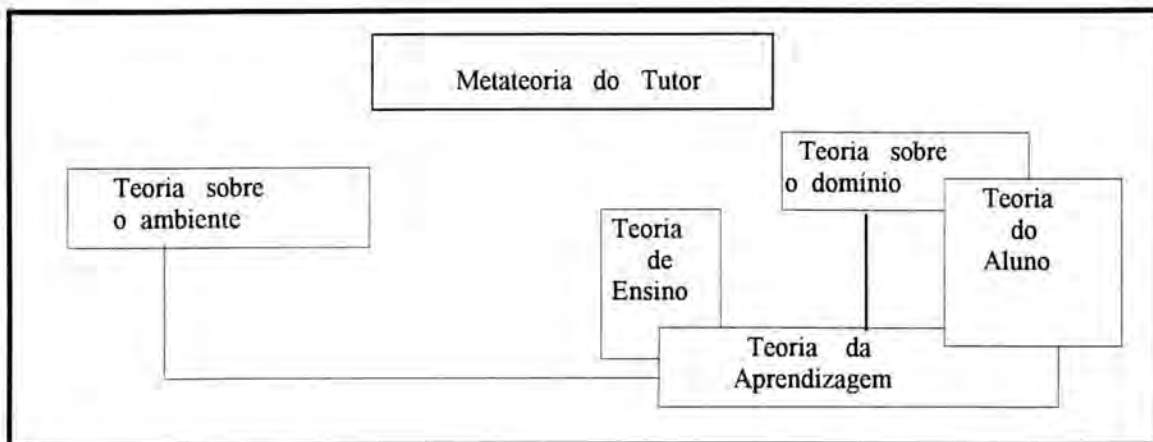 Metateoria do Tutor
Teoria sobre
o ambiente
Teoria sobre
o domínio
Teoria
do
Aluno
Teoria
de
Ensino
Teoria da
Aprendizagem